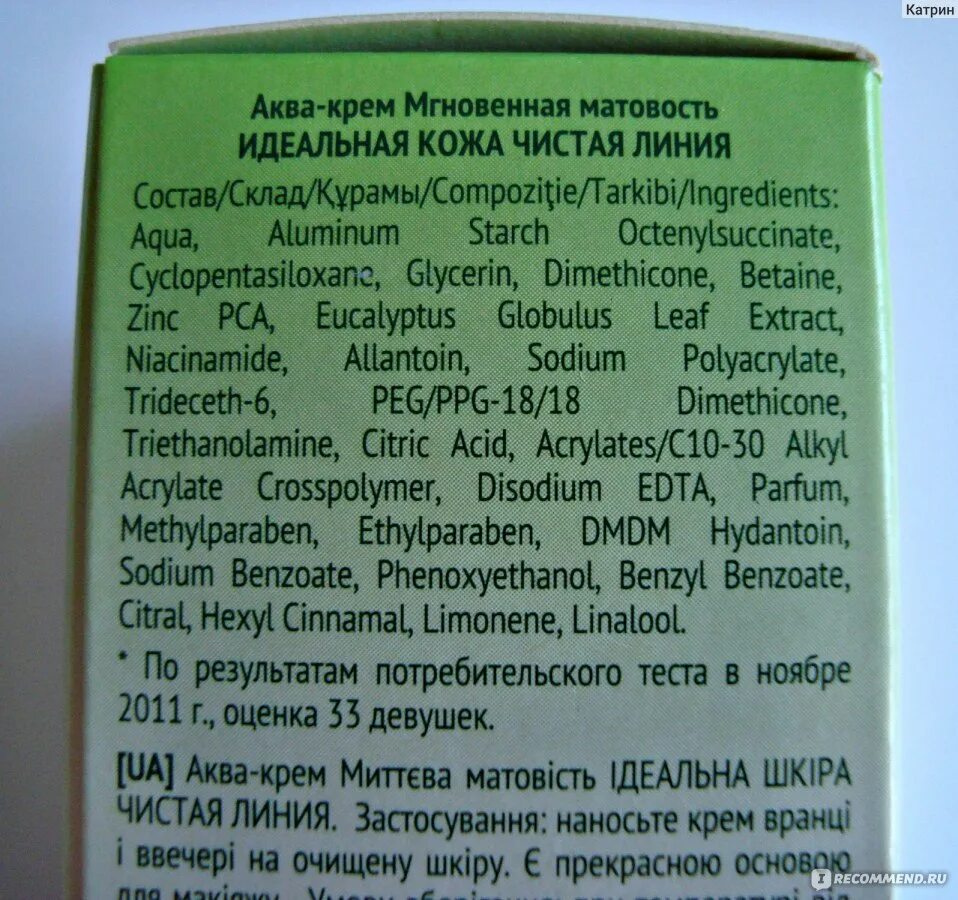 Катрин
Аква-крем Мгновенная матовость
ИДЕАЛЬНАЯ КОЖА ЧИСТАЯ ЛИНИЯ
Состав/Склад/Құрамы/Compoziţie/Tarkibi/Ingredients:
Aqua, Aluminum Starch Octenylsuccinate,
Cyclopentasiloxane, Glycerin, Dimethicone, Betaine,
Zinc PCA, Eucalyptus Globulus Leaf Extract,
Niacinamide, Allantoin, Sodium Polyacrylate,
Trideceth-6, PEG/PPG-18/18 Dimethicone,
Triethanolamine, Citric Acid, Acrylates/C10-30 Alkyl
Acrylate Crosspolymer, Disodium EDTA, Parfum,
Methylparaben, Ethylparaben, DMDM Hydantoin,
Sodium Benzoate, Phenoxyethanol, Benzyl Benzoate,
Citral, Hexyl Cinnamal, Limonene, Linalool.
* По результатам потребительского теста в ноябре
2011 г., оценка 33 девушек.
[UA] Аква-крем Миттєва матовість ІДЕАЛЬНА ШКІРА
ЧИСТАЯ ЛИНИЯ. Застосування: наносьте крем вранці
і ввечері на очищену шкіру. Є прекрасною основою
для макіяжу. Умови
IRECOMMEND.RU